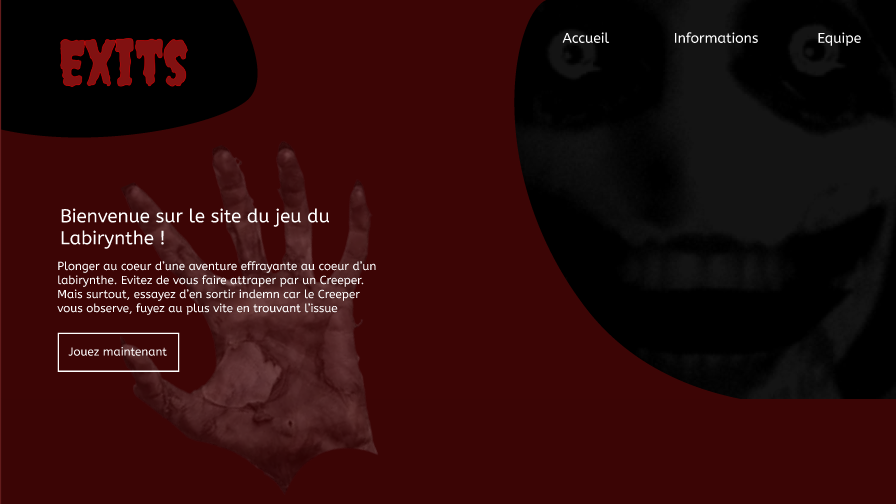 EXITS
Accueil Informations Equipe
Bienvenue sur le site du jeu du
Labirynthe !
Plonger au coeur d'une aventure effrayante au coeur d'un
labirynthe. Evitez de vous faire attraper par un Creeper.
Mais surtout, essayez d'en sortir indemn car le Creeper
vous observe, fuyez au plus vite en trouvant l'issue
Jouez maintenant